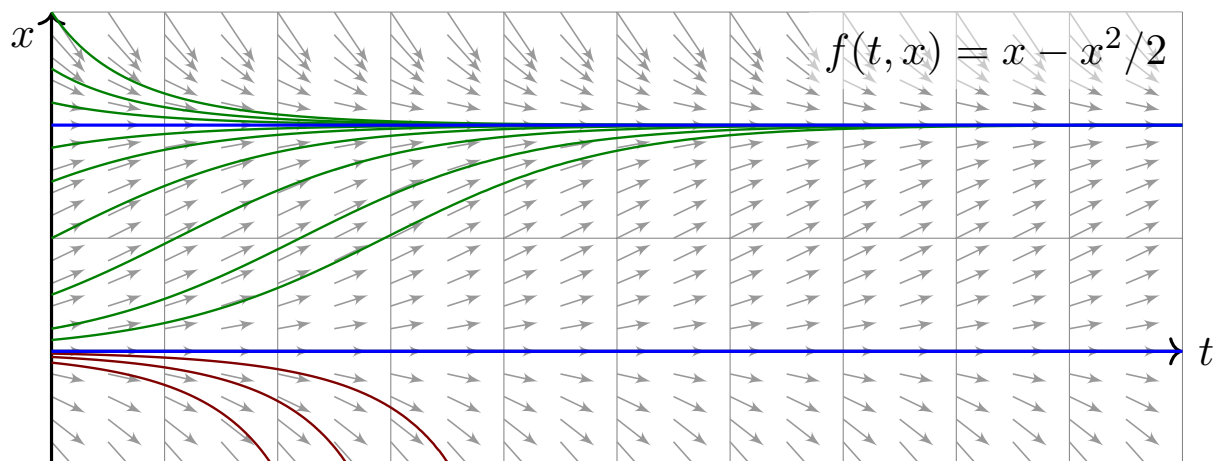 x
f(t, x) = x − x²/2
t